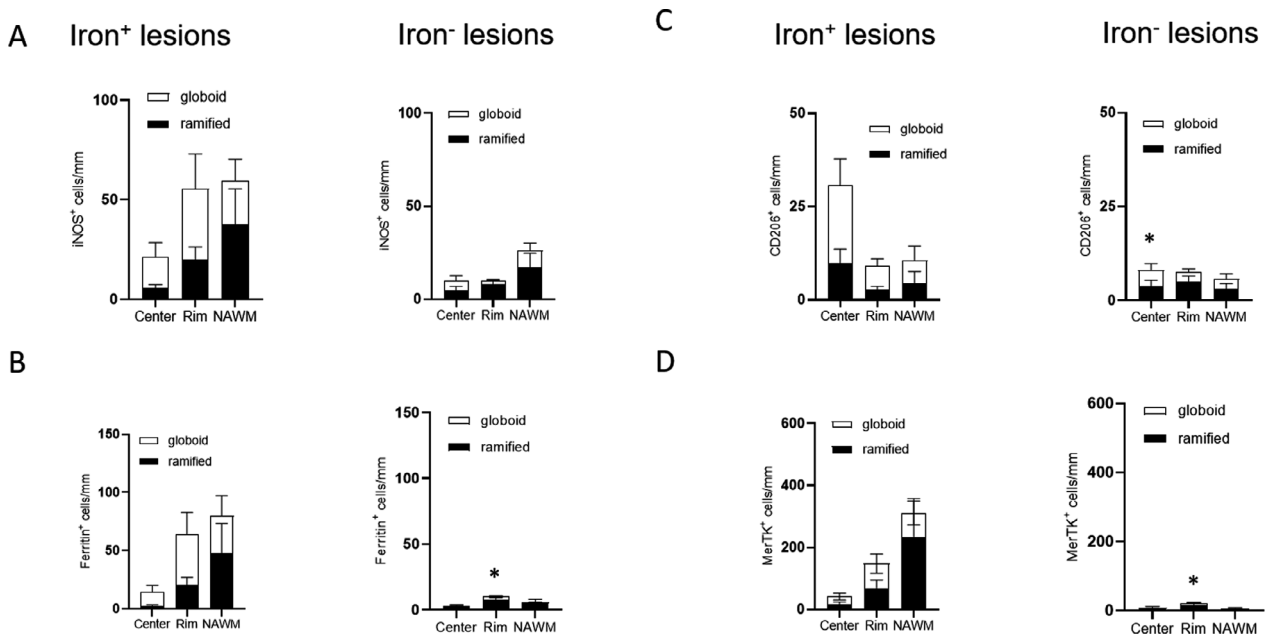 A
Iron⁺ lesions
Iron⁻ lesions
100
50
0
iNOS⁺ cells/mm
globoid
ramified
Center Rim NAWM
100
50
0
iNOS⁺ cells/mm
globoid
ramified
Center Rim NAWM
C
Iron⁺ lesions
Iron⁻ lesions
50
25
0
CD206⁺ cells/mm
globoid
ramified
Center Rim NAWM
50
25
0
CD206⁺ cells/mm
globoid
ramified
*
Center Rim NAWM
B
150
100
50
0
Ferritin⁺ cells/mm
globoid
ramified
Center Rim NAWM
150
100
50
0
Ferritin⁺ cells/mm
globoid
ramified
*
Center Rim NAWM
D
600
400
200
0
MerTK⁺ cells/mm
globoid
ramified
Center Rim NAWM
600
400
200
0
MerTK⁺ cells/mm
globoid
ramified
*
Center Rim NAWM